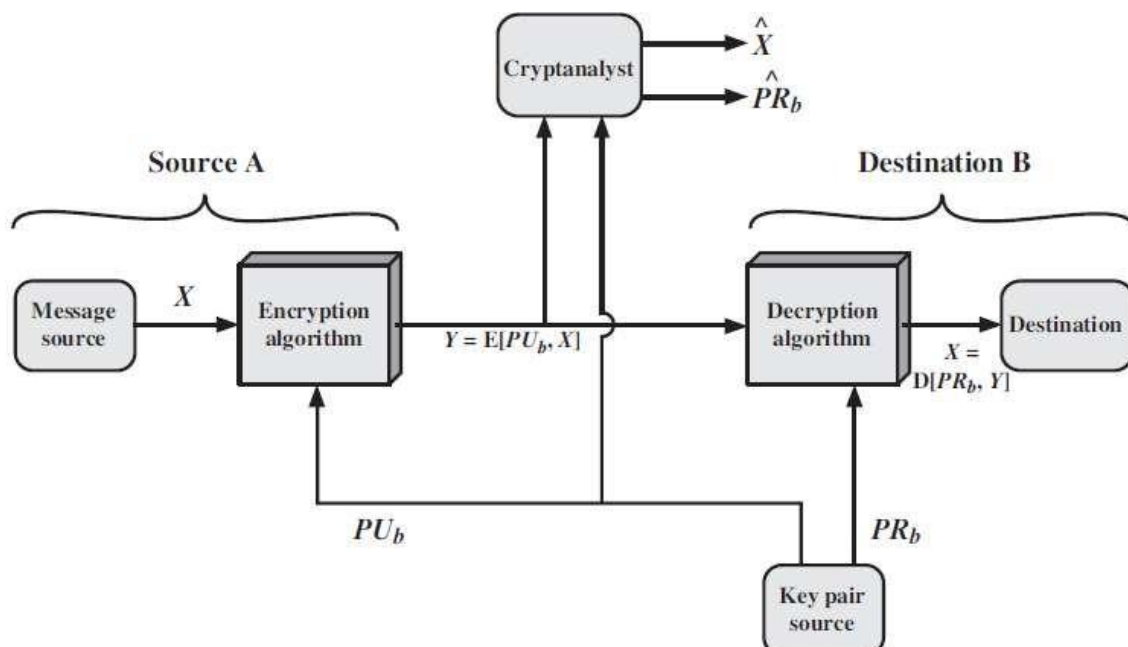 Cryptanalyst
X̂
P̂R_b
Source A
Destination B
Message
source
X
Encryption
algorithm
Y = E[PU_b, X]
Decryption
algorithm
X =
D[PR_b, Y]
Destination
PU_b
PR_b
Key pair
source